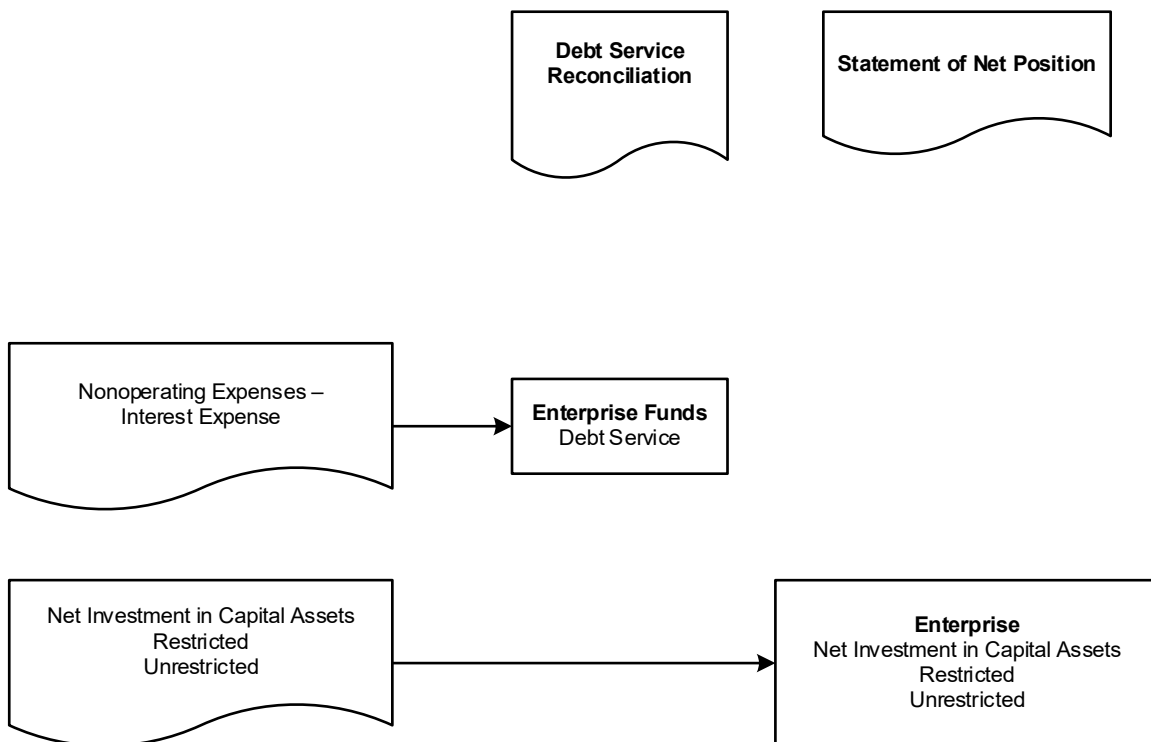 Debt Service
Reconciliation
Statement of Net Position
Nonoperating Expenses –
Interest Expense
Enterprise Funds
Debt Service
Net Investment in Capital Assets
Restricted
Unrestricted
Enterprise
Net Investment in Capital Assets
Restricted
Unrestricted